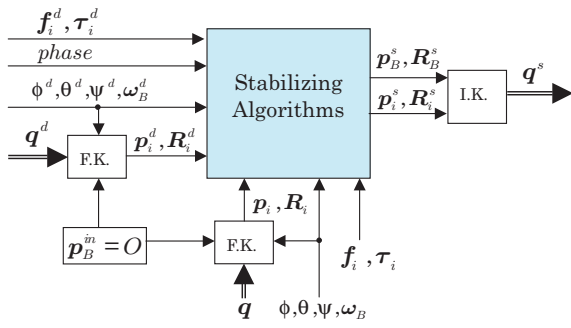 f_i^d, τ_i^d
phase
ϕ^d, θ^d, ψ^d, ω_B^d
q^d
F.K.
p_i^d, R_i^d
Stabilizing
Algorithms
p_B^s, R_B^s
p_i^s, R_i^s
I.K.
q^s
p_B^in = O
p_i, R_i
F.K.
f_i, τ_i
q
ϕ, θ, ψ, ω_B